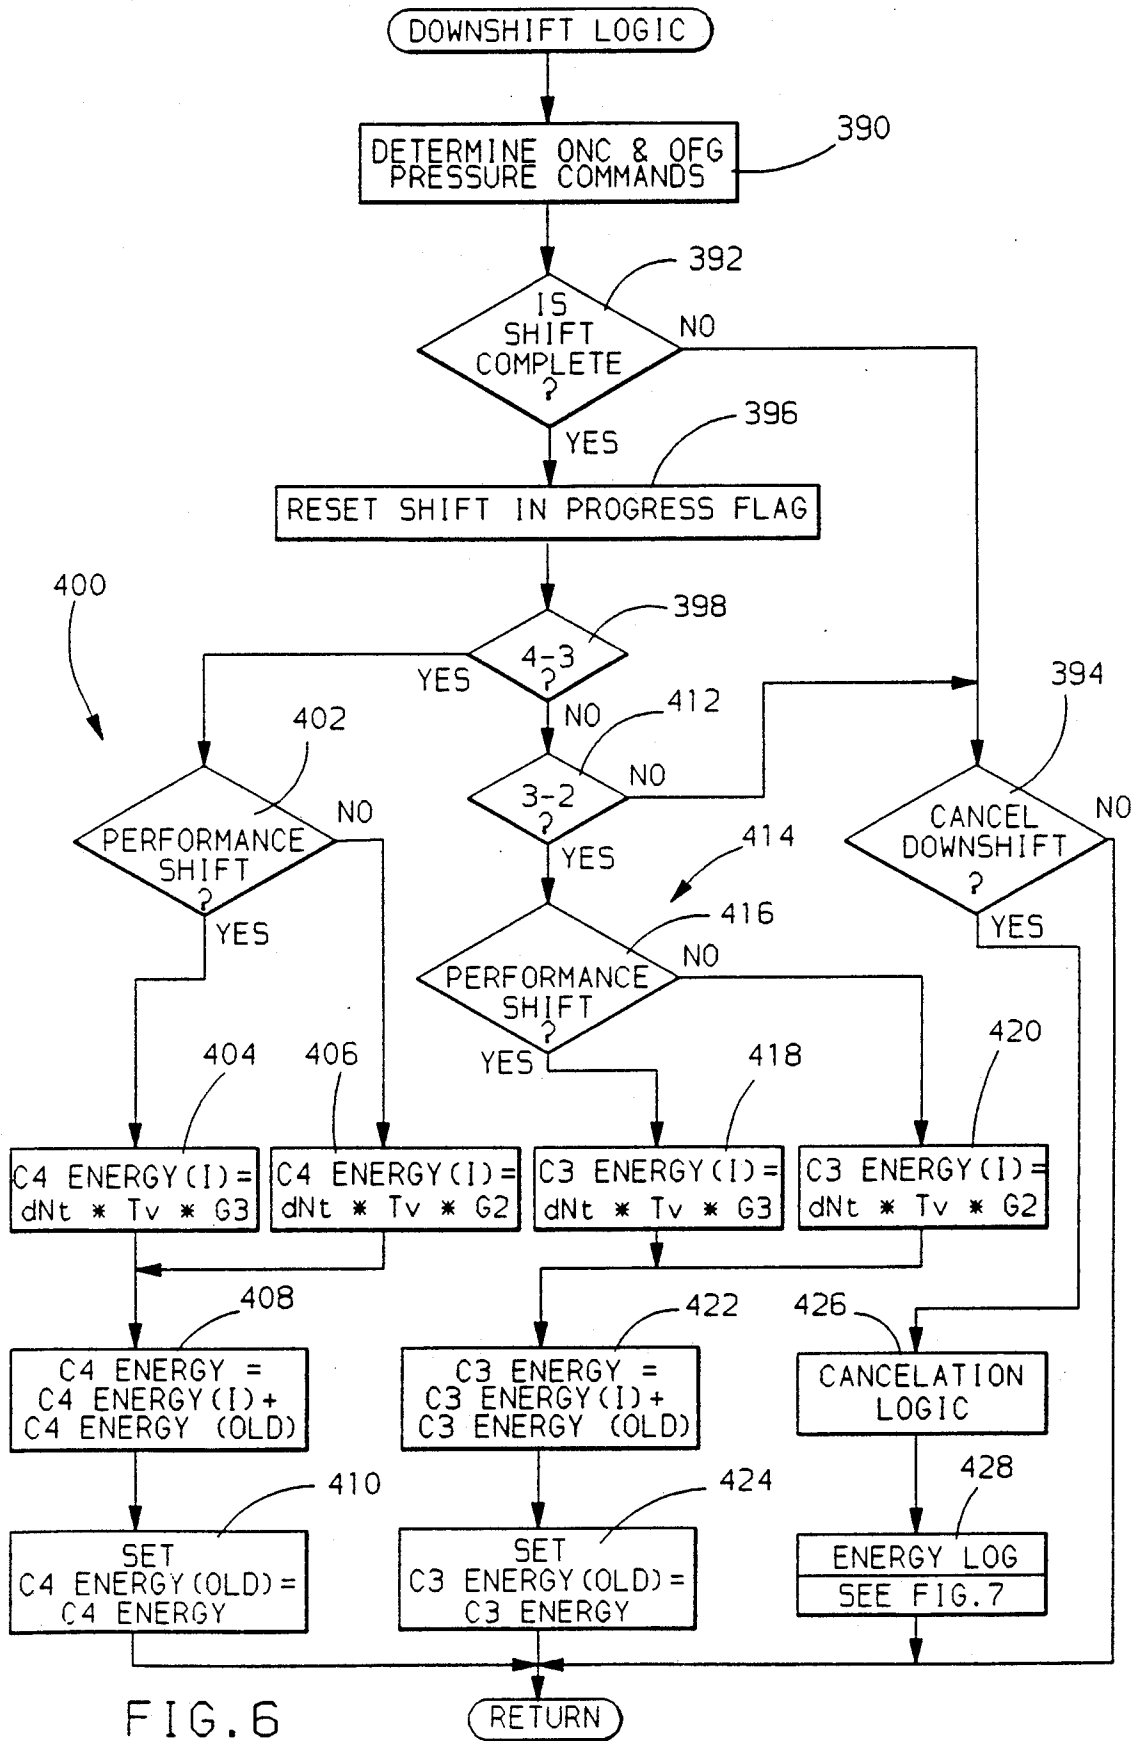 DOWNSHIFT LOGIC
390
DETERMINE ONC & OFG
PRESSURE COMMANDS
392
IS
SHIFT
COMPLETE
?
NO
YES
396
RESET SHIFT IN PROGRESS FLAG
400
398
4-3
?
YES
NO
412
394
402
3-2
?
NO
YES
PERFORMANCE
SHIFT
?
NO
YES
CANCEL
DOWNSHIFT
?
NO
YES
414
416
PERFORMANCE
SHIFT
?
NO
YES
404
406
418
420
C4 ENERGY(I)=
dNt * Tv * G3
C4 ENERGY(I)=
dNt * Tv * G2
C3 ENERGY(I)=
dNt * Tv * G3
C3 ENERGY(I)=
dNt * Tv * G2
408
422
426
C4 ENERGY =
C4 ENERGY(I)+
C4 ENERGY (OLD)
C3 ENERGY =
C3 ENERGY(I)+
C3 ENERGY (OLD)
CANCELATION
LOGIC
410
424
428
SET
C4 ENERGY(OLD)=
C4 ENERGY
SET
C3 ENERGY(OLD)=
C3 ENERGY
ENERGY LOG
SEE FIG.7
FIG.6
RETURN